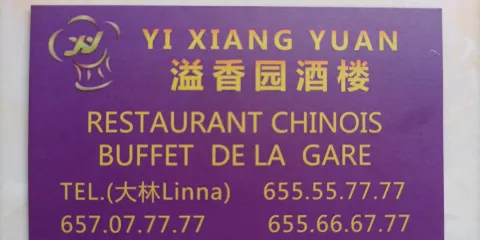 YI XIANG YUAN
溢香园酒楼
RESTAURANT CHINOIS
BUFFET DE LA GARE
TEL.(大林Linna) 655.55.77.77
657.07.77.77 655.66.67.77